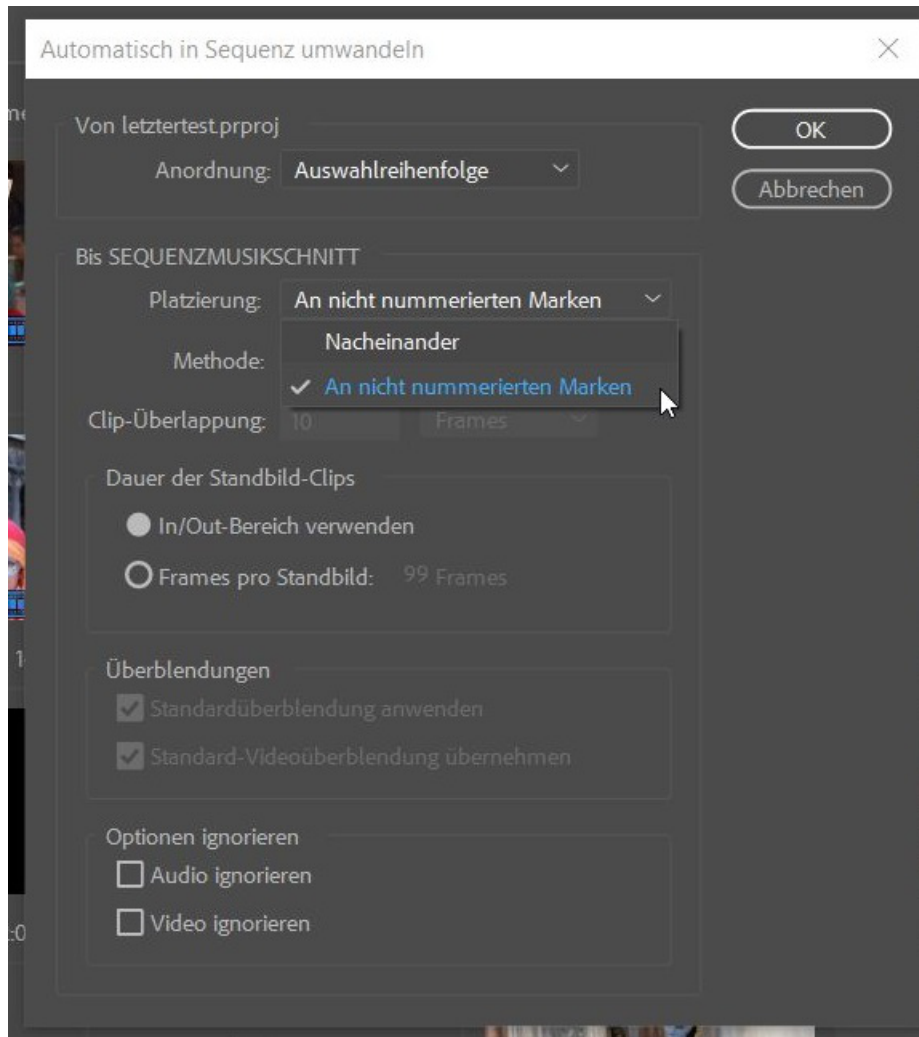 Automatisch in Sequenz umwandeln
Von letztertest.prproj
OK
Anordnung: Auswahlreihenfolge
Abbrechen
Bis SEQUENZMUSIKSCHNITT
Platzierung: An nicht nummerierten Marken
Nacheinander
Methode:
An nicht nummerierten Marken
Clip-Überlappung: 10 Frames
Dauer der Standbild-Clips
In/Out-Bereich verwenden
Frames pro Standbild: 99 Frames
Überblendungen
Standardüberblendung anwenden
Standard-Videoüberblendung übernehmen
Optionen ignorieren
Audio ignorieren
Video ignorieren